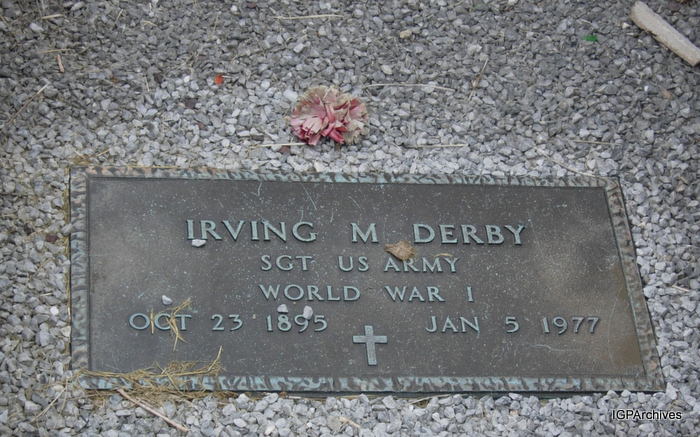 IRVING M DERBY
SGT US ARMY
WORLD WAR I
OCT 23 1895 JAN 5 1977
IGPArchives